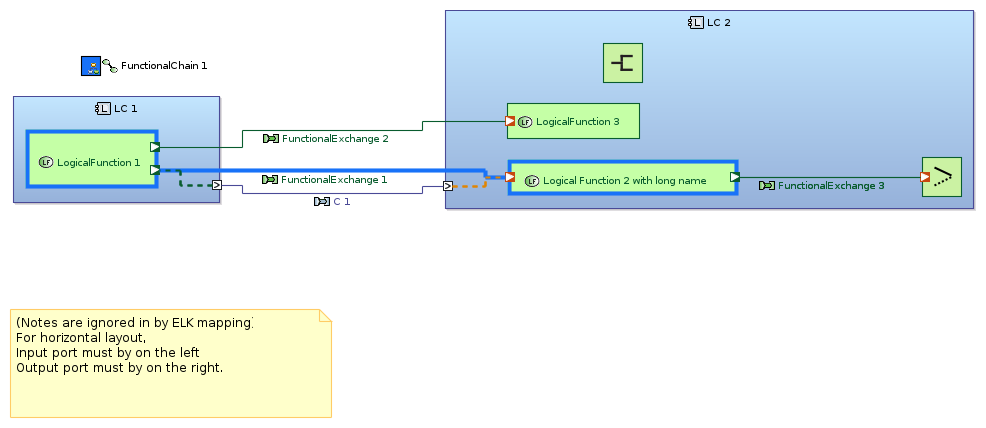 LC 2
FunctionalChain 1
LC 1
FunctionalExchange 2
LogicalFunction 3
LogicalFunction 1
FunctionalExchange 1
Logical Function 2 with long name
FunctionalExchange 3
C 1
(Notes are ignored in by ELK mapping)
For horizontal layout,
Input port must by on the left
Output port must by on the right.